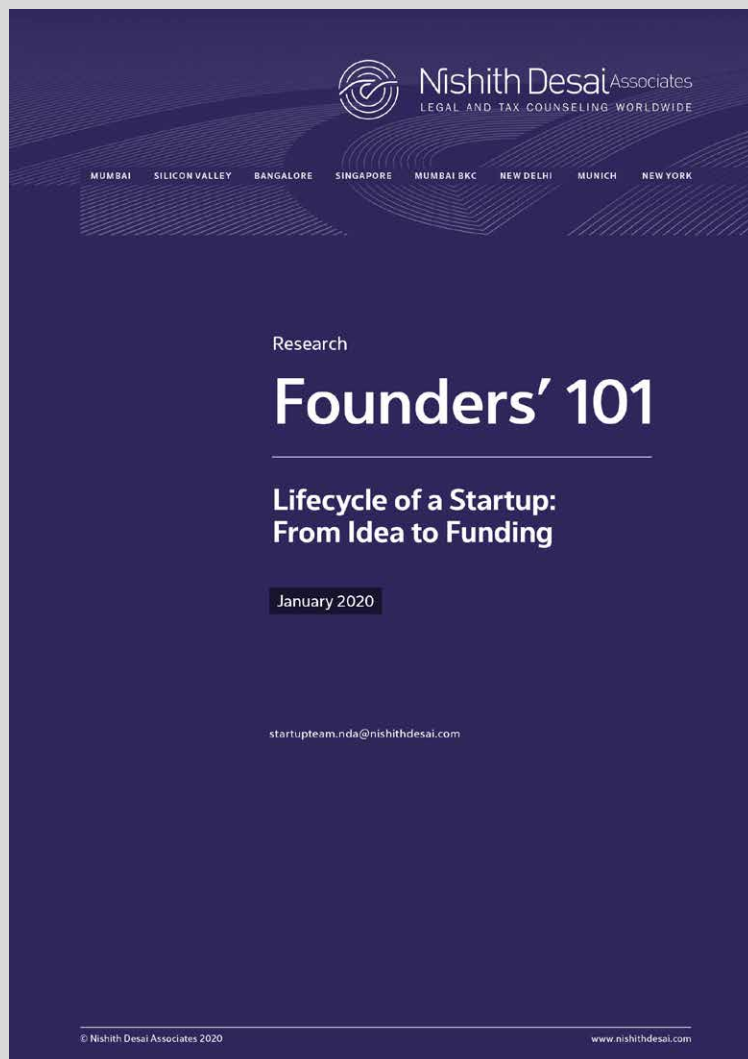 Nishith Desai Associates
LEGAL AND TAX COUNSELING WORLDWIDE
MUMBAI SILICON VALLEY BANGALORE SINGAPORE MUMBAI BKC NEW DELHI MUNICH NEW YORK
Research
Founders’ 101
Lifecycle of a Startup:
From Idea to Funding
January 2020
startupteam.nda@nishithdesai.com
© Nishith Desai Associates 2020 www.nishithdesai.com